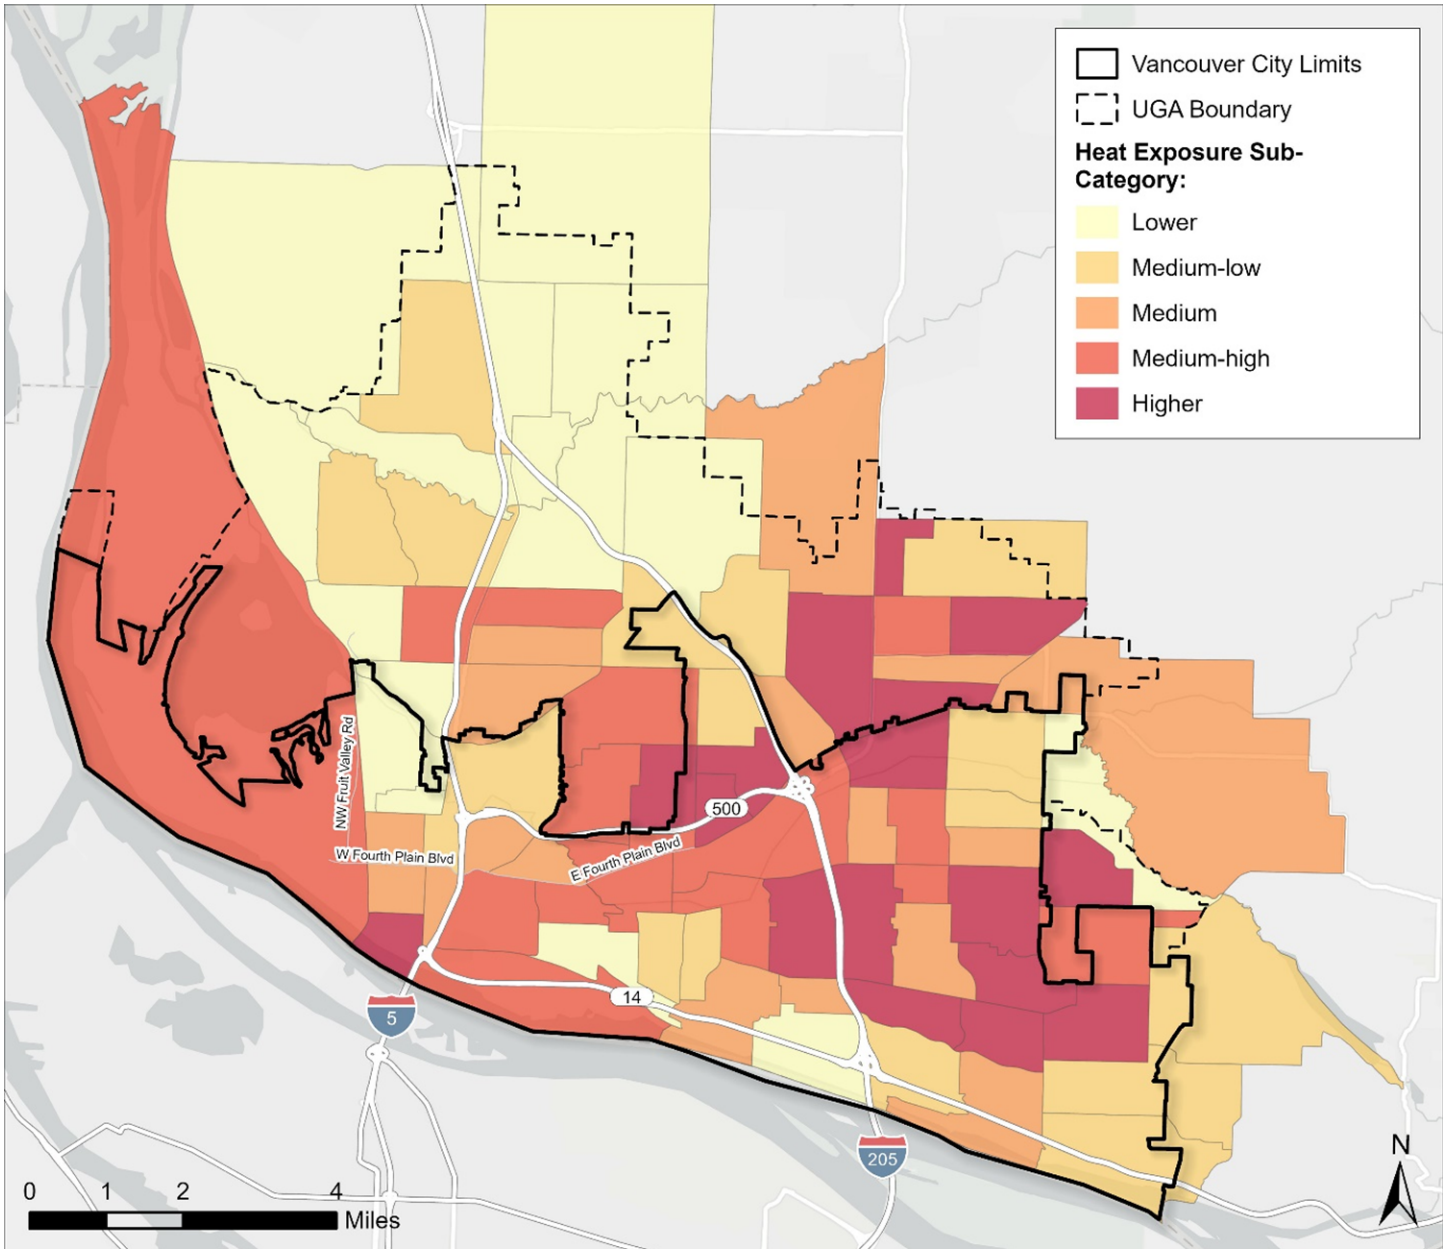 Vancouver City Limits
UGA Boundary
Heat Exposure Sub-
Category:
Lower
Medium-low
Medium
Medium-high
Higher
NW Fruit Valley Rd
500
W Fourth Plain Blvd
E Fourth Plain Blvd
14
5
205
N
0 1 2 4
Miles